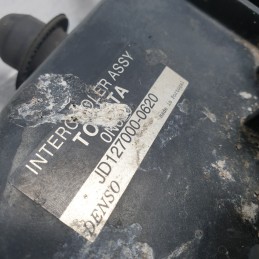 INTERCOOLER ASSY
TOYOTA
JD127000-0620
DENSO